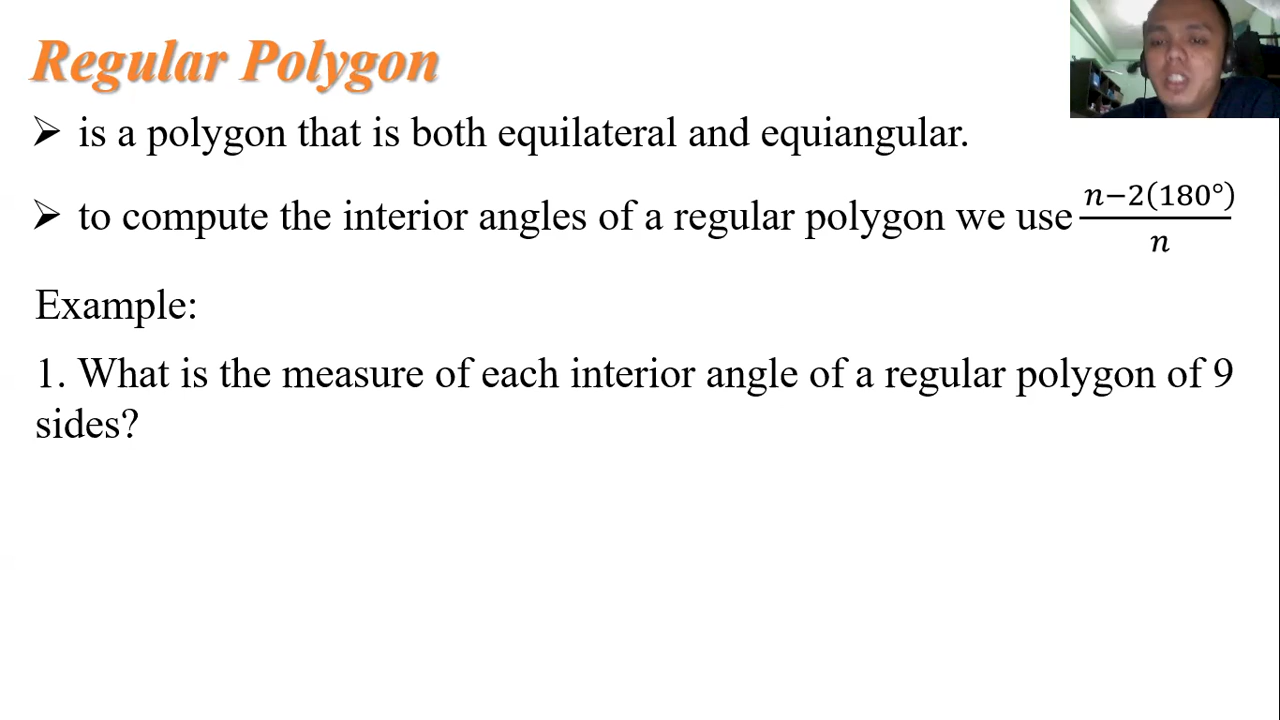 Regular Polygon
➢ is a polygon that is both equilateral and equiangular.
➢ to compute the interior angles of a regular polygon we use \frac{n−2(180°)}{n}
Example:
1. What is the measure of each interior angle of a regular polygon of 9
sides?